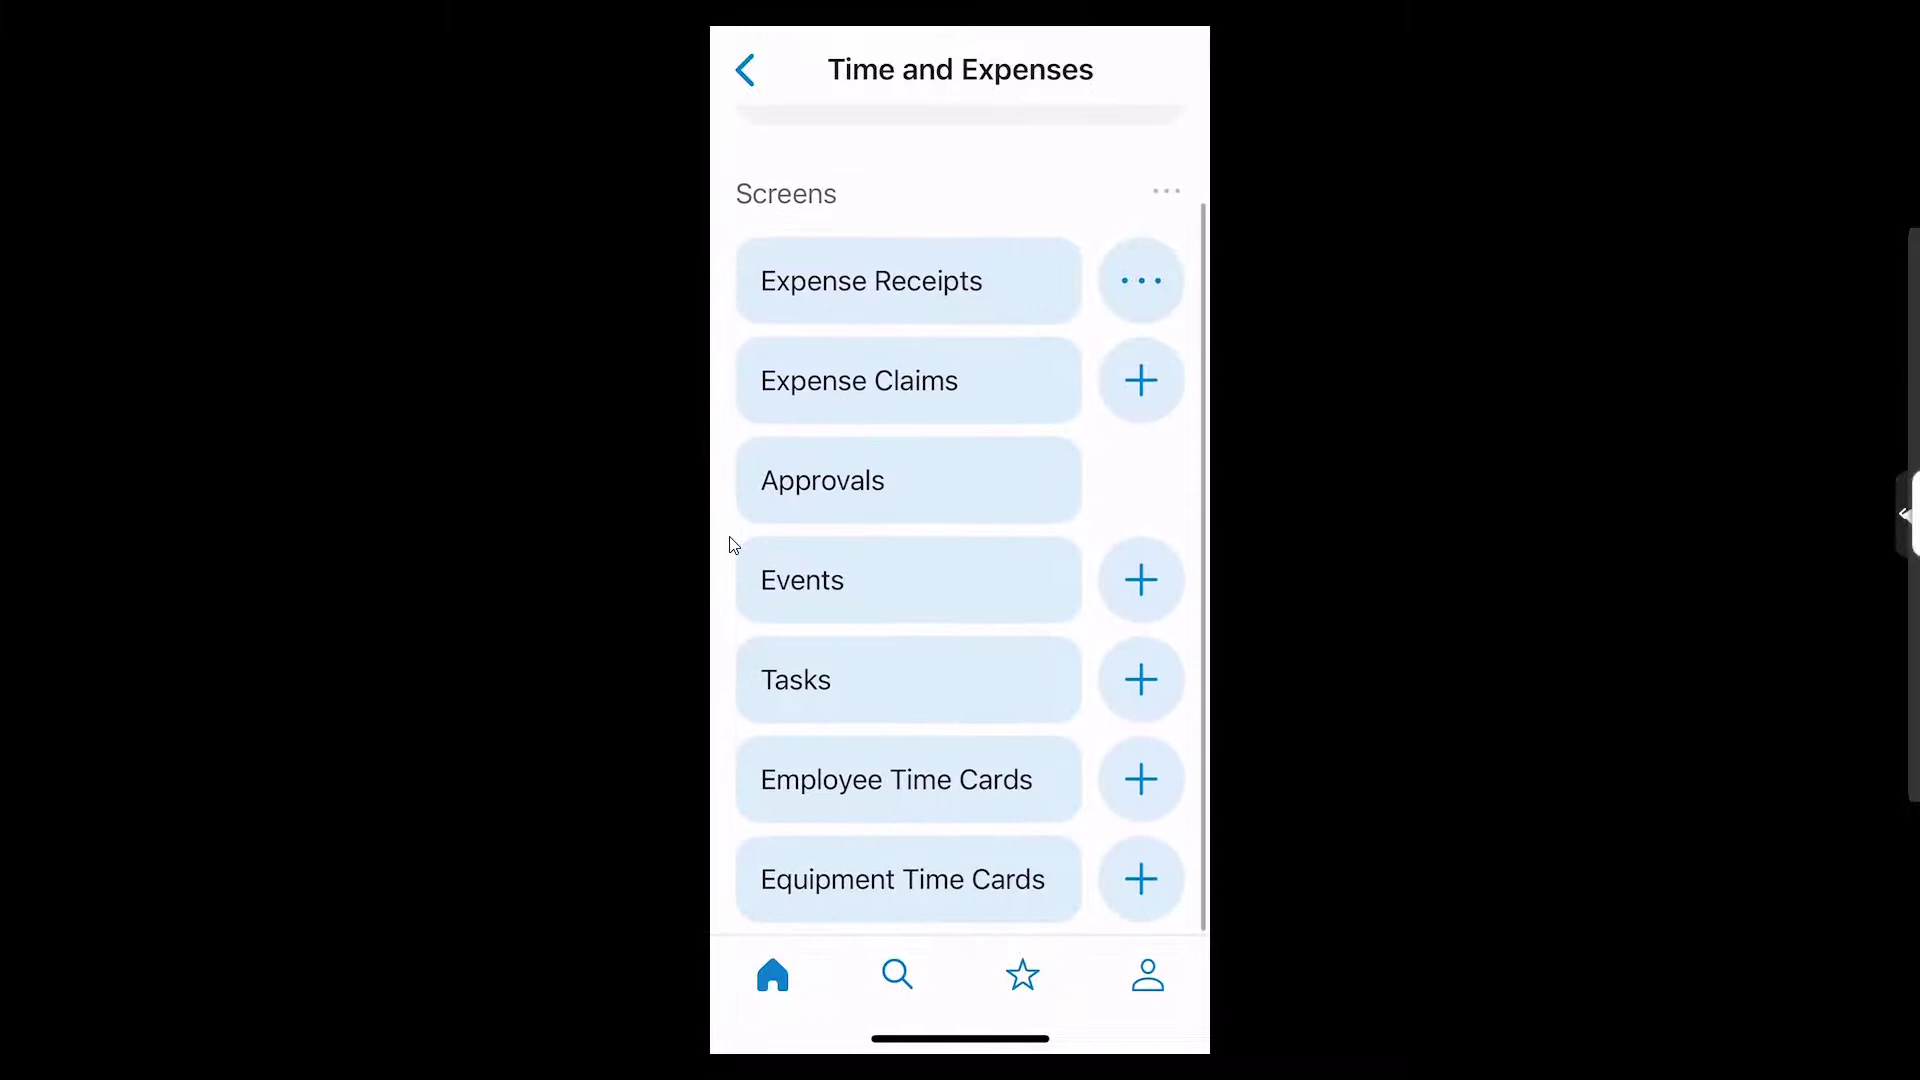 Time and Expenses
Screens
Expense Receipts
Expense Claims
Approvals
Events
Tasks
Employee Time Cards
Equipment Time Cards